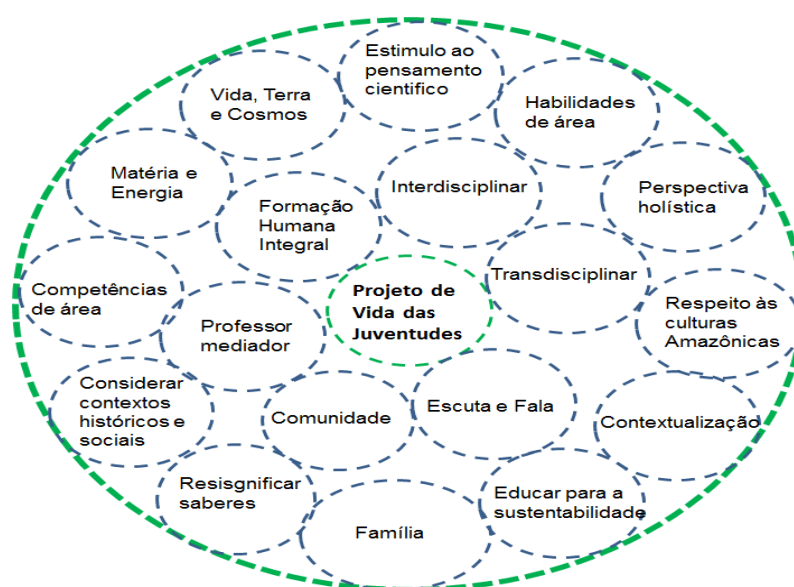 Estimulo ao
pensamento
cientifico
Vida, Terra
e Cosmos
Habilidades
de área
Matéria e
Energia
Interdisciplinar
Perspectiva
holística
Formação
Humana
Integral
Transdisciplinar
Competências
de área
Projeto de
Vida das
Juventudes
Respeito às
culturas
Amazônicas
Professor
mediador
Considerar
contextos
históricos e
sociais
Comunidade
Escuta e Fala
Contextualização
Resisgnificar
saberes
Educar para a
sustentabilidade
Família